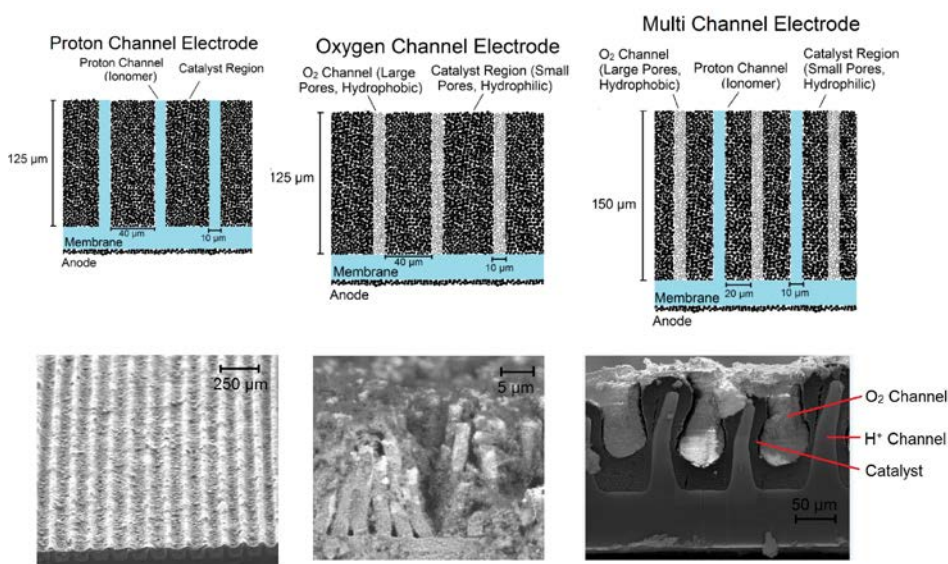 Proton Channel Electrode
Proton Channel
(Ionomer)
Catalyst Region
125 µm
40 µm
10 µm
Membrane
Anode
Oxygen Channel Electrode
O₂ Channel (Large
Pores, Hydrophobic)
Catalyst Region (Small
Pores, Hydrophilic)
125 µm
40 µm
10 µm
Membrane
Anode
Multi Channel Electrode
O₂ Channel
(Large Pores,
Hydrophobic)
Proton Channel
(Ionomer)
Catalyst
Region (Small
Pores,
Hydrophilic)
150 µm
20 µm
10 µm
Membrane
Anode
250 µm
5 µm
O₂ Channel
H⁺ Channel
Catalyst
50 µm